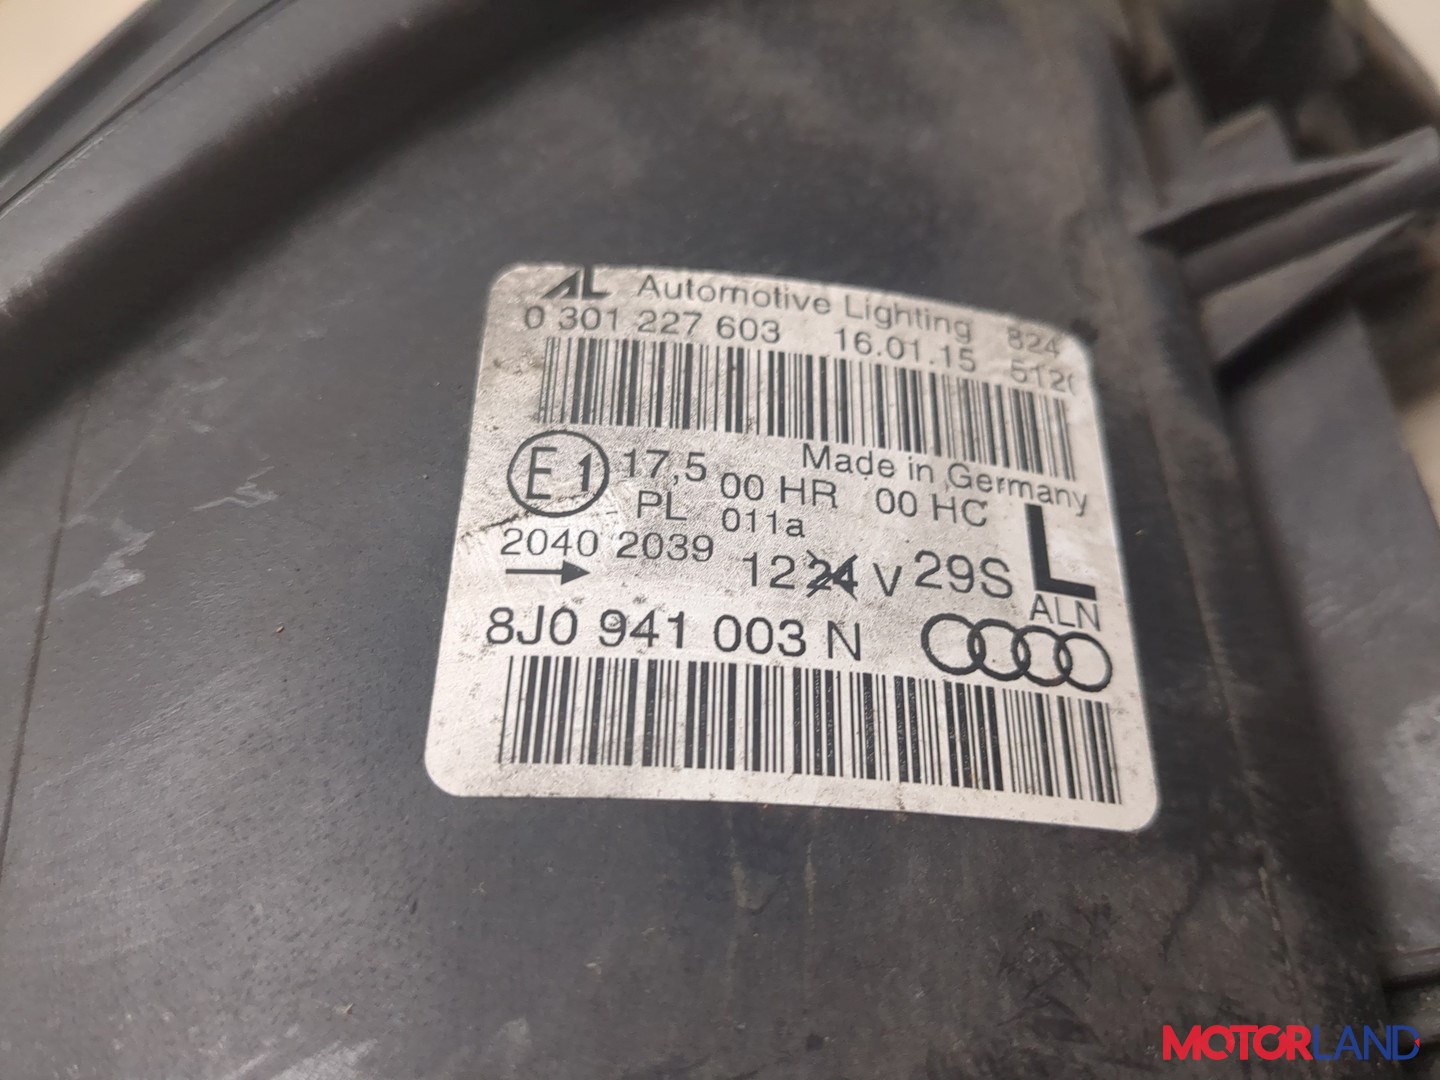 AL Automotive Lighting 824
0 301 227 603 16.01.15 512
Made in Germany
E1 17,5 00 HR 00 HC L
PL 011a
2040 2039 12 24 V 29S ALN
8J0 941 003 N
MOTORLAND